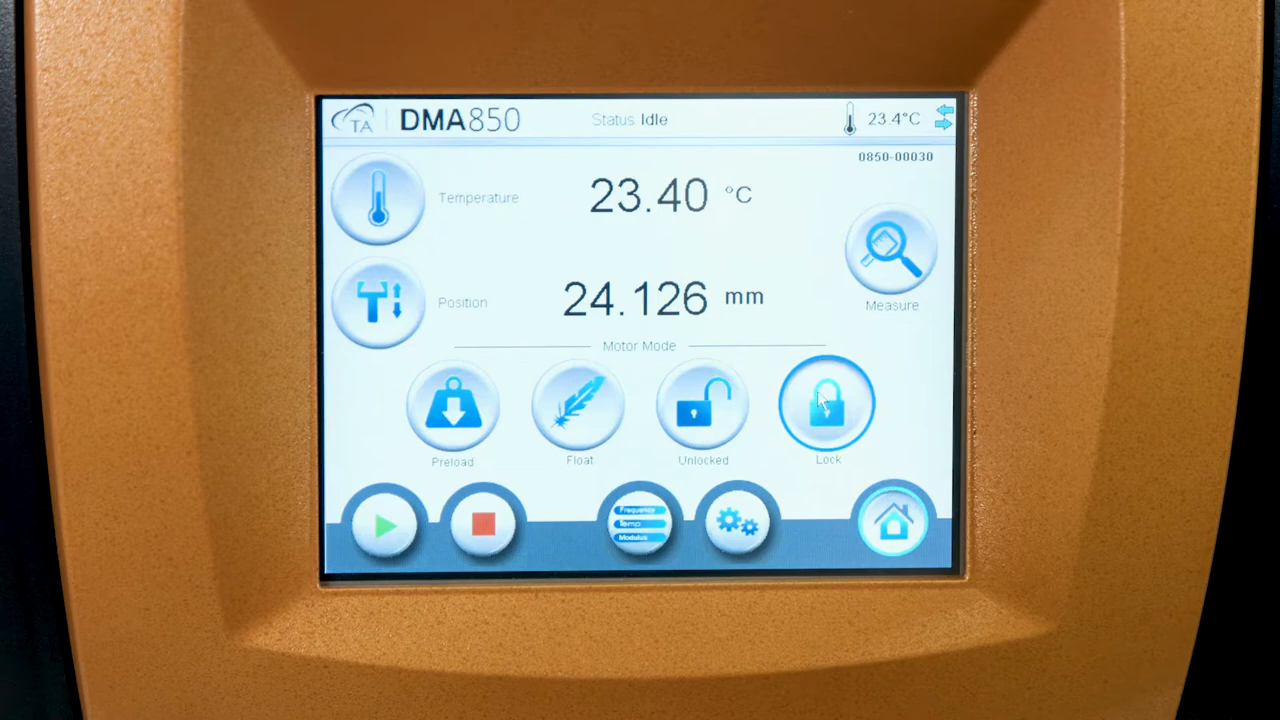 TA DMA850 Status Idle 23.4°C
0850-00030
Temperature 23.40 °C
Position 24.126 mm
Measure
Motor Mode
Preload Float Unlocked Lock
Frequency
Temp
Modulus